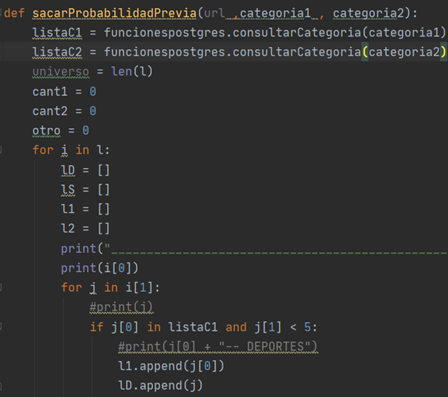 def sacarProbabilidadPrevia(url ,categoria1 , categoria2):
    listaC1 = funcionespostgres.consultarCategoria(categoria1)
    listaC2 = funcionespostgres.consultarCategoria(categoria2)
    universo = len(l)
    cant1 = 0
    cant2 = 0
    otro = 0
    for i in l:
        lD = []
        lS = []
        l1 = []
        l2 = []
        print("_______________________________________________
        print(i[0])
        for j in i[1]:
            #print(j)
            if j[0] in listaC1 and j[1] < 5:
                #print(j[0] + "-- DEPORTES")
                l1.append(j[0])
                lD.append(j)